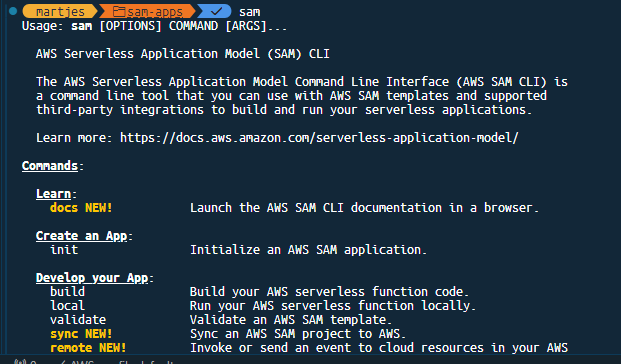 martjes sam-apps ✓ sam
Usage: sam [OPTIONS] COMMAND [ARGS]...
AWS Serverless Application Model (SAM) CLI
The AWS Serverless Application Model Command Line Interface (AWS SAM CLI) is
a command line tool that you can use with AWS SAM templates and supported
third-party integrations to build and run your serverless applications.
Learn more: https://docs.aws.amazon.com/serverless-application-model/
Commands:
Learn:
docs NEW! Launch the AWS SAM CLI documentation in a browser.
Create an App:
init Initialize an AWS SAM application.
Develop your App:
build Build your AWS serverless function code.
local Run your AWS serverless function locally.
validate Validate an AWS SAM template.
sync NEW! Sync an AWS SAM project to AWS.
remote NEW! Invoke or send an event to cloud resources in your AWS